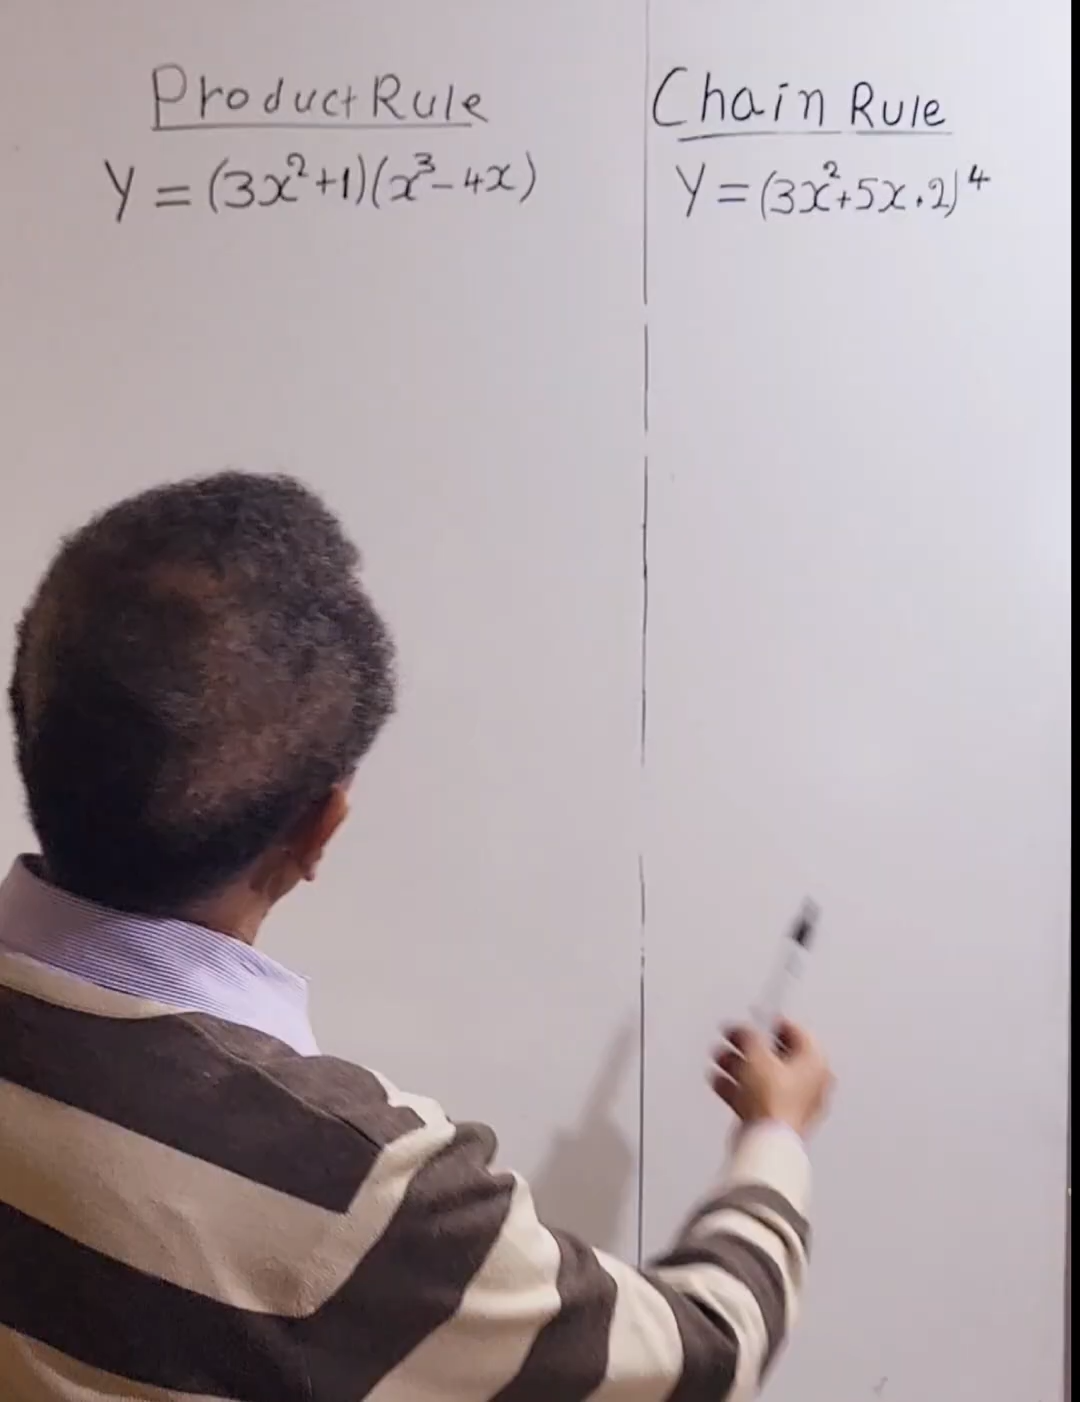 Product Rule
Y = (3x²+1)(x³-4x)
Chain Rule
Y = (3x²+5x.2)⁴